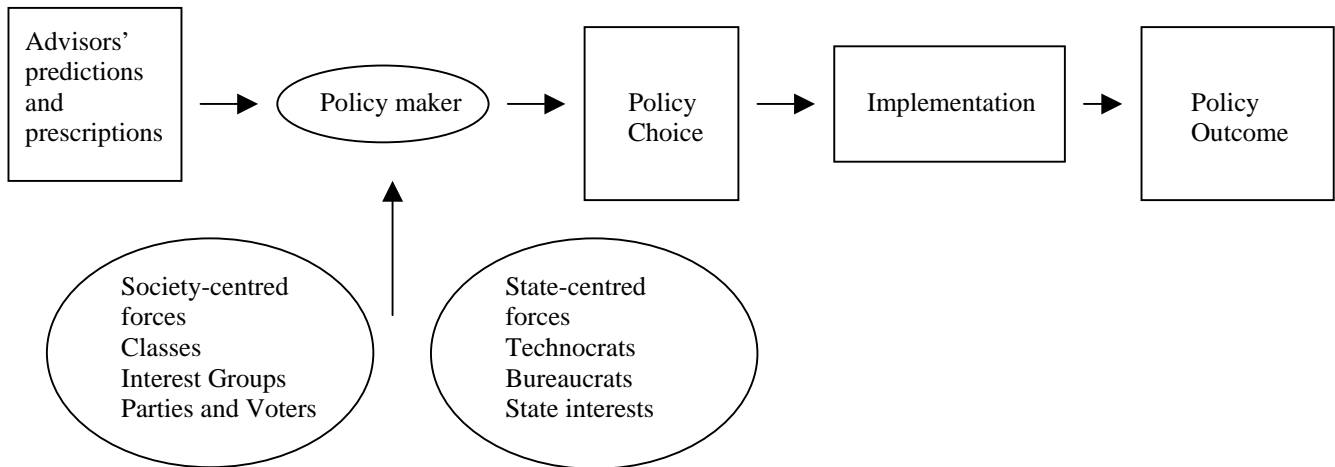 Advisors’
predictions
and
prescriptions
Policy maker
Policy
Choice
Implementation
Policy
Outcome
Society-centred
forces
Classes
Interest Groups
Parties and Voters
State-centred
forces
Technocrats
Bureaucrats
State interests